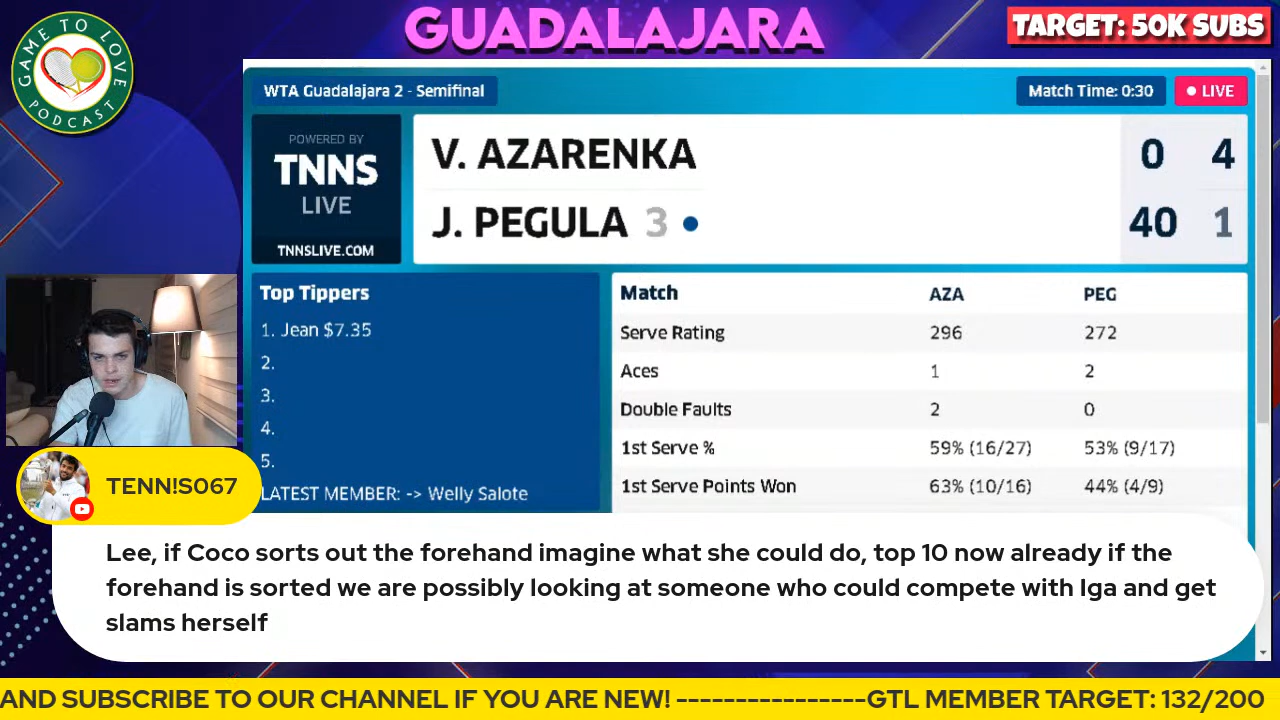 GUADALAJARA
TARGET: 50K SUBS
GAME TO LOVE
PODCAST
WTA Guadalajara 2 - Semifinal
Match Time: 0:30
LIVE
POWERED BY
TNNS
LIVE
TNNSLIVE.COM
V. AZARENKA 0 4
J. PEGULA 3 40 1
Top Tippers
1. Jean $7.35
2.
3.
4.
5.
LATEST MEMBER: -> Welly Salote
Match AZA PEG
Serve Rating 296 272
Aces 1 2
Double Faults 2 0
1st Serve % 59% (16/27) 53% (9/17)
1st Serve Points Won 63% (10/16) 44% (4/9)
TENN!S067
Lee, if Coco sorts out the forehand imagine what she could do, top 10 now already if the
forehand is sorted we are possibly looking at someone who could compete with Iga and get
slams herself
AND SUBSCRIBE TO OUR CHANNEL IF YOU ARE NEW! ----------------GTL MEMBER TARGET: 132/200